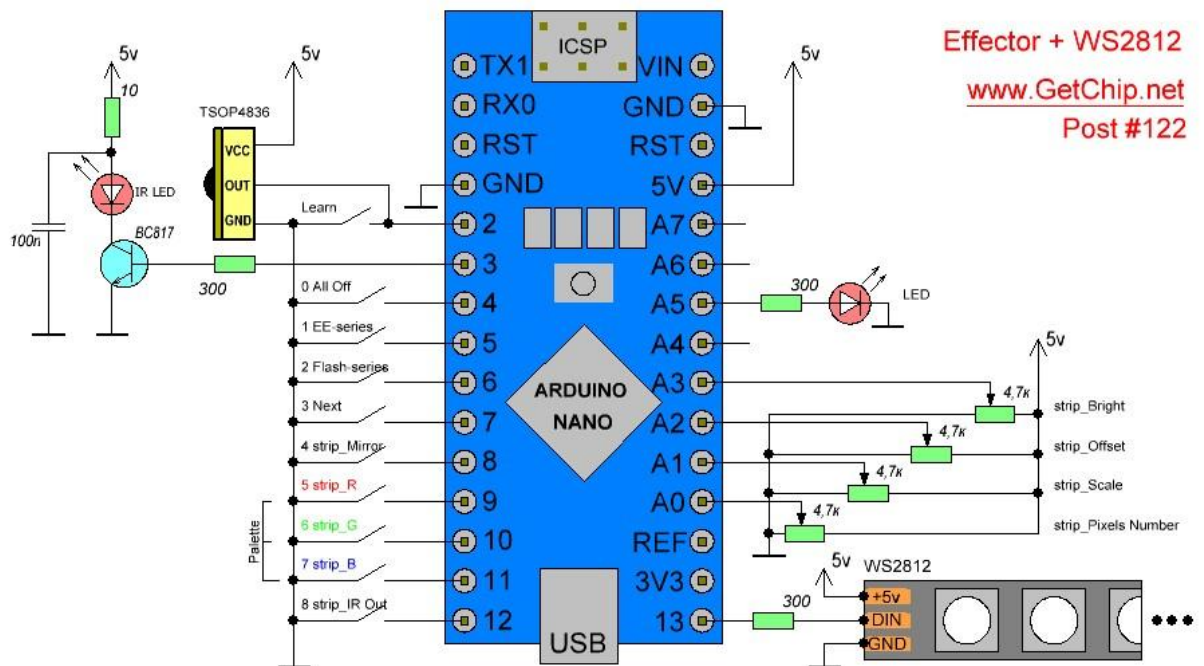 Effector + WS2812
www.GetChip.net
Post #122
5v
10
IR LED
100n
BC817
300
TSOP4836
VCC
OUT
GND
5v
Learn
0 All Off
1 EE-series
2 Flash-series
3 Next
4 strip_Mirror
5 strip_R
6 strip_G
7 strip_B
8 strip_IR Out
Palette
ICSP
TX1
RX0
RST
GND
2
3
4
5
6
7
8
9
10
11
12
ARDUINO
NANO
USB
VIN
GND
RST
5V
A7
A6
A5
A4
A3
A2
A1
A0
REF
3V3
13
5v
300
LED
5v
4,7к
strip_Bright
4,7к
strip_Offset
4,7к
strip_Scale
4,7к
strip_Pixels Number
5v
WS2812
300
+5v
DIN
GND